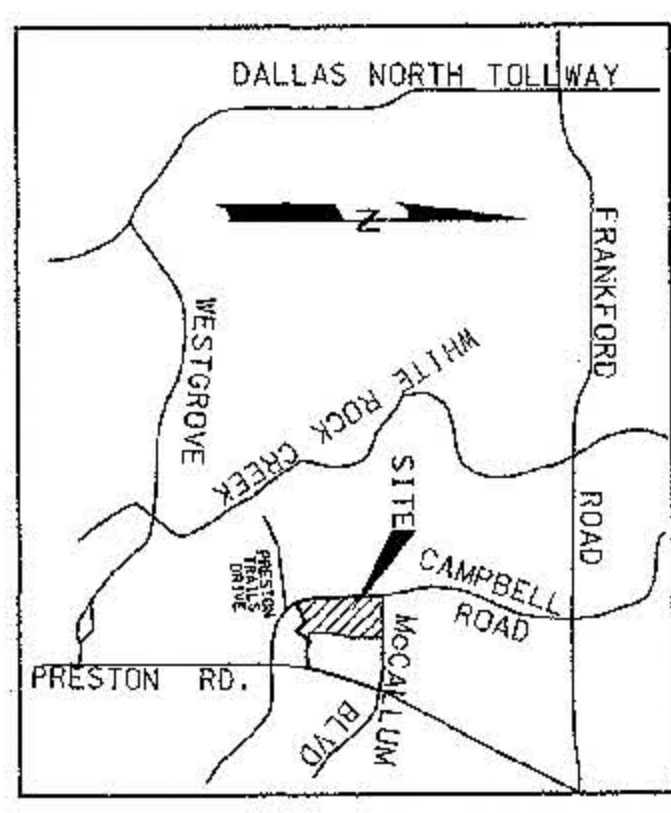 DALLAS NORTH TOLLWAY
N
FRANKFORD
ROAD
WESTGROVE
WHITE ROCK CREEK
SITE
PRESTON
TRAILS
DRIVE
CAMPBELL
ROAD
McCALLUM
BLVD
PRESTON RD.